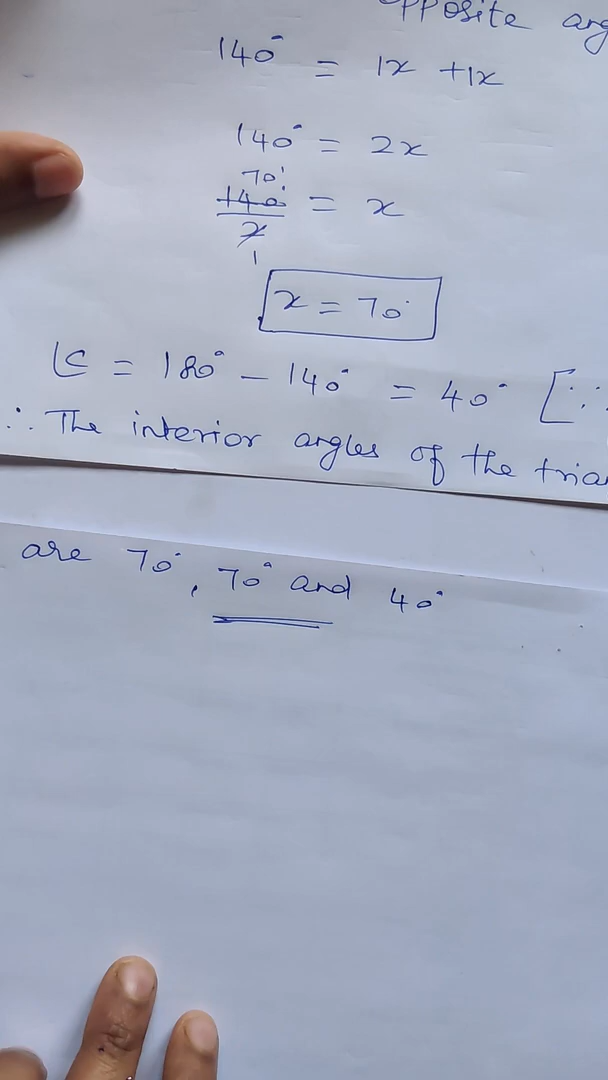 opposite
140° = 1x + 1x
140° = 2x
70°
140/2 = x
1
x = 70°
∠C = 180° - 140° = 40° [∵
∴ The interior angles of the
are 70°, 70° and 40°